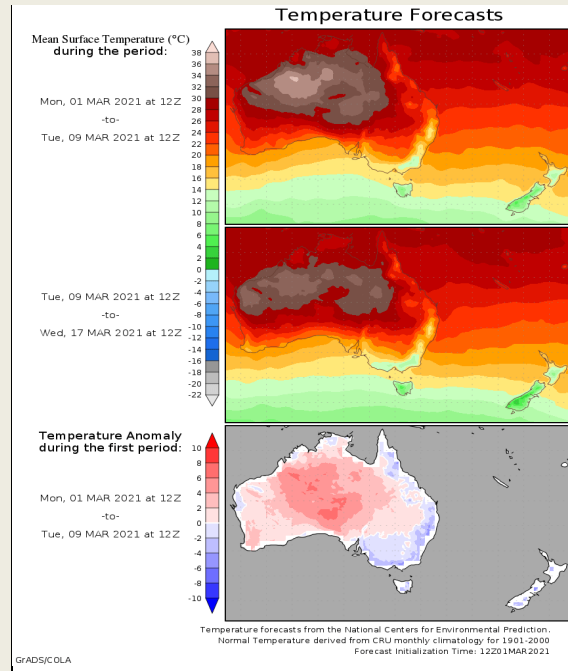 Temperature Forecasts
Mean Surface Temperature (°C)
during the period:
Mon, 01 MAR 2021 at 12Z
-to-
Tue, 09 MAR 2021 at 12Z
38
36
34
32
30
28
26
24
22
20
18
16
14
12
10
8
6
4
2
0
-2
-4
-6
-8
-10
-12
-14
-16
-18
-20
-22
Tue, 09 MAR 2021 at 12Z
-to-
Wed, 17 MAR 2021 at 12Z
Temperature Anomaly
during the first period:
Mon, 01 MAR 2021 at 12Z
-to-
Tue, 09 MAR 2021 at 12Z
10
8
6
4
2
0
-2
-4
-6
-8
-10
Temperature forecasts from the National Centers for Environmental Prediction.
Normal Temperature derived from CRU monthly climatology for 1901-2000
Forecast Initialization Time: 12Z01MAR2021
GrADS/COLA